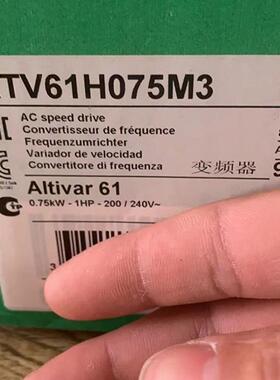 TV61H075M3
AC speed drive
Convertisseur de fréquence
Frequenzumrichter
Variador de velocidad
Convertitore di frequenza 变频器
Altivar 61
0.75kW - 1HP - 200 / 240V~
3